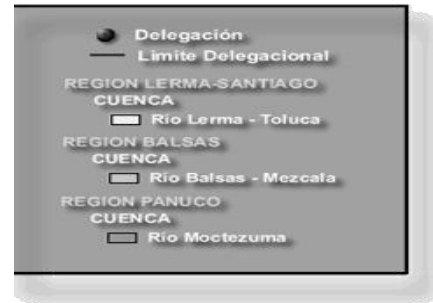 Delegación
Limite Delegacional
REGION LERMA-SANTIAGO
CUENCA
Río Lerma - Toluca
REGION BALSAS
CUENCA
Río Balsas - Mezcala
REGION PANUCO
CUENCA
Río Moctezuma